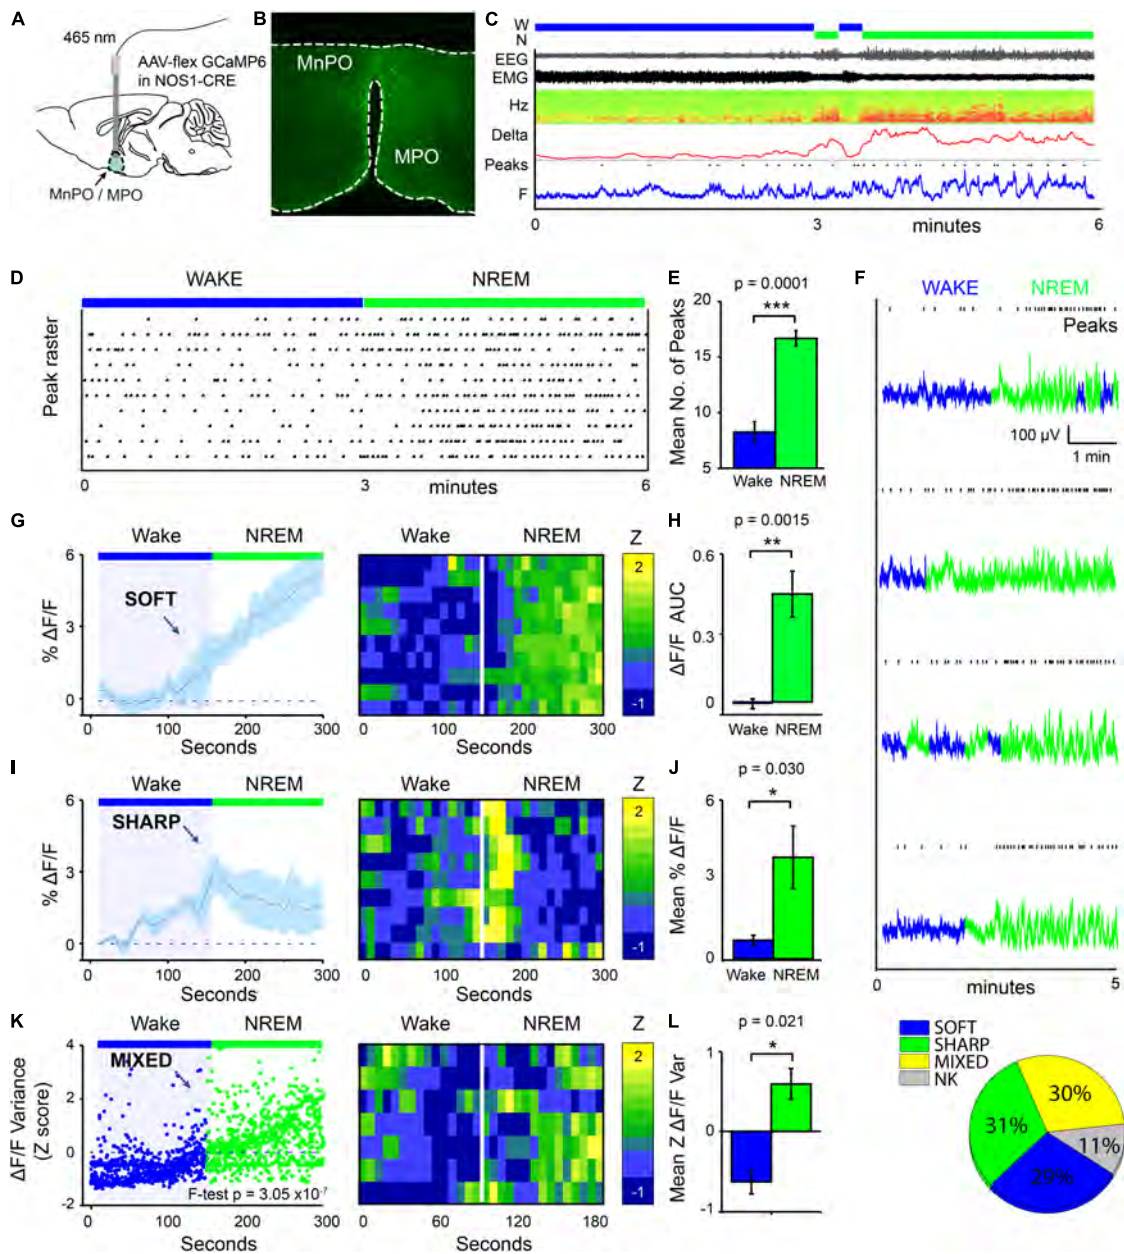 A
465 nm
AAV-flex GCaMP6
in NOS1-CRE
MnPO / MPO
B
MnPO
MPO
C
W
N
EEG
EMG
Hz
Delta
Peaks
F
0 3 6
minutes
D
WAKE NREM
Peak raster
0 3 6
minutes
E
p = 0.0001
***
Mean No. of Peaks
20
15
10
5
Wake NREM
F
WAKE NREM
Peaks
100 µV
1 min
0 5
minutes
G
Wake NREM
SOFT
% ΔF/F
6
3
0
0 100 200 300
Seconds
Wake NREM
Z
2
-1
0 100 200 300
Seconds
H
p = 0.0015
**
ΔF/F AUC
0.6
0.3
0
Wake NREM
I
Wake NREM
SHARP
% ΔF/F
6
3
0
0 100 200 300
Seconds
Wake NREM
Z
2
-1
0 100 200 300
Seconds
J
p = 0.030
*
Mean % ΔF/F
6
3
0
Wake NREM
K
Wake NREM
MIXED
ΔF/F Variance
(Z score)
4
2
0
-2
F-test p = 3.05 x10⁻⁷
0 100 200 300
Seconds
Wake NREM
Z
2
-1
0 60 120 180
Seconds
L
p = 0.021
*
Mean Z ΔF/F Var
1
0
-1
SOFT
SHARP
MIXED
NK
30%
31%
11%
29%